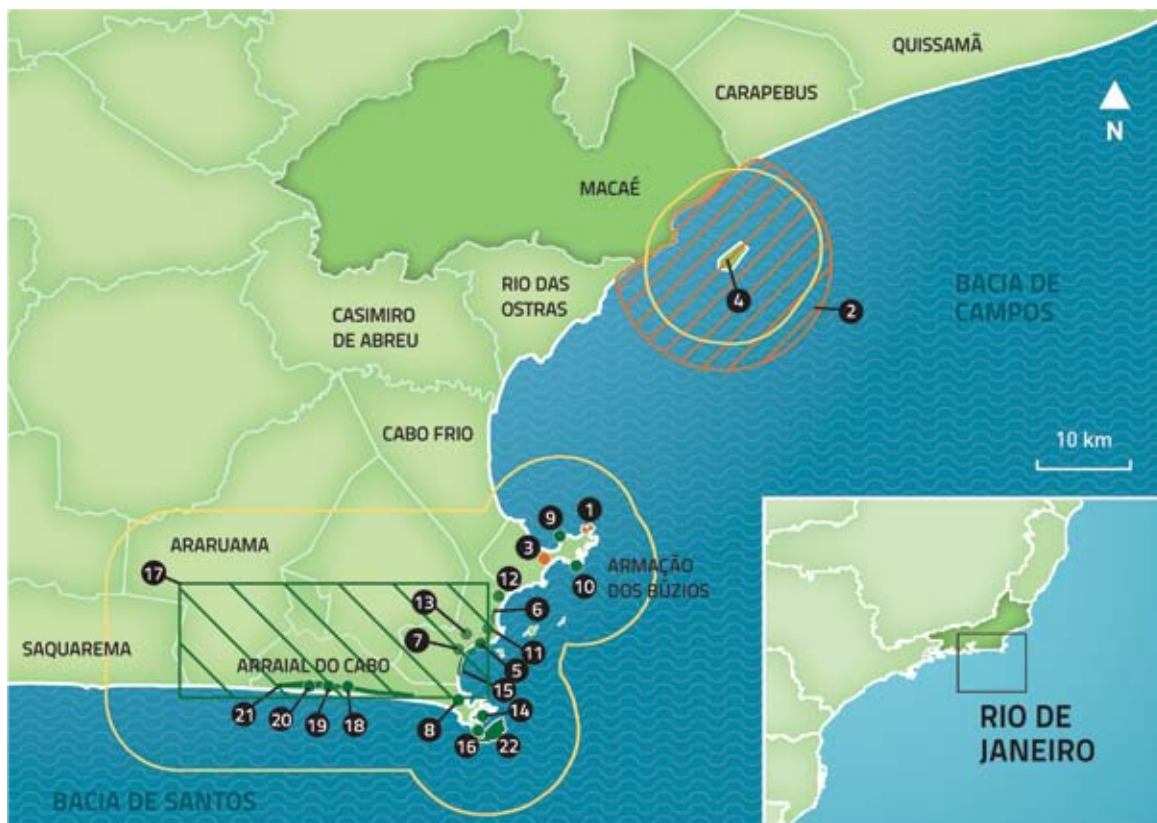 QUISSAMÃ
CARAPEBUS
N
MACAÉ
4
2
BACIA DE
CAMPOS
RIO DAS
OSTRAS
CASIMIRO
DE ABREU
10 km
CABO FRIO
1
9
3
ARARUAMA
ARMAÇÃO
DOS BÚZIOS
10
17
12
13
6
7
SAQUAREMA
ARRAIAL DO CABO
5
11
15
21
20
19
18
8
14
16
22
RIO DE
JANEIRO
BACIA DE SANTOS